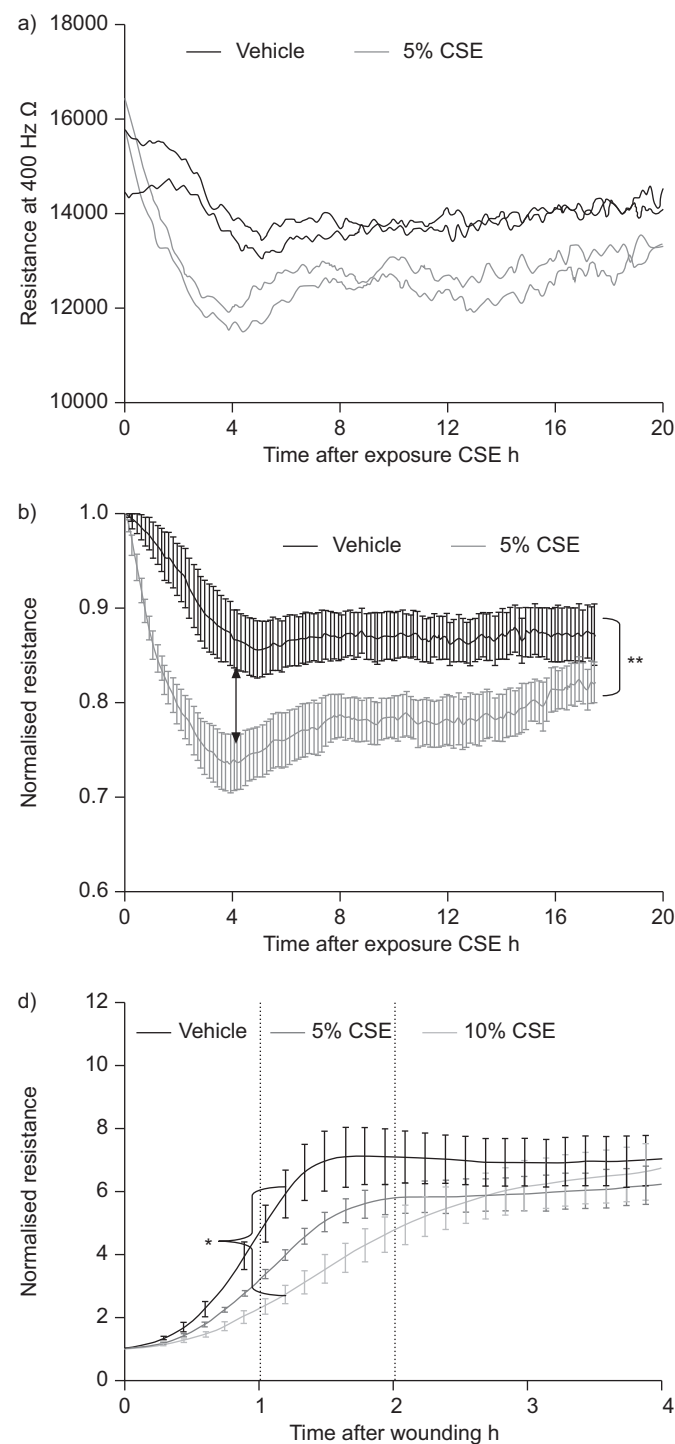 a)
18000
16000
14000
12000
10000
Resistance at 400 Hz Ω
Vehicle 5% CSE
0 4 8 12 16 20
Time after exposure CSE h
b)
1.0
0.9
0.8
0.7
0.6
Normalised resistance
Vehicle 5% CSE
**
0 4 8 12 16 20
Time after exposure CSE h
d)
12
10
8
6
4
2
0
Normalised resistance
Vehicle 5% CSE 10% CSE
*
0 1 2 3 4
Time after wounding h